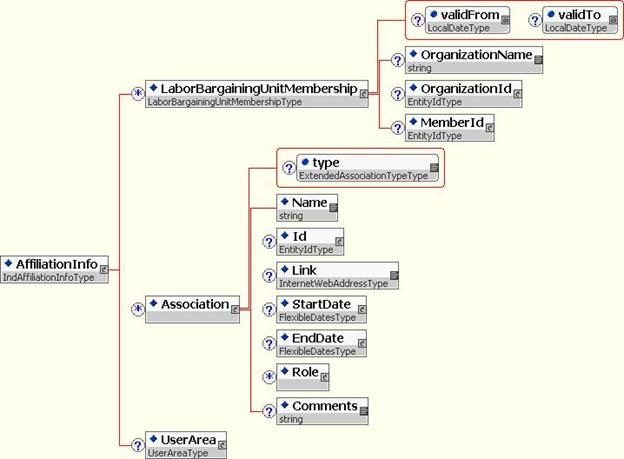 ? validFrom
LocalDateType
? validTo
LocalDateType
* LaborBargainingUnitMembership
LaborBargainingUnitMembershipType
? OrganizationName
string
? OrganizationId
EntityIdType
? MemberId
EntityIdType
? type
ExtendedAssociationTypeType
Name
string
? Id
EntityIdType
AffiliationInfo
IndAffiliationInfoType
? Link
InternetWebAddressType
* Association
? StartDate
FlexibleDatesType
? EndDate
FlexibleDatesType
* Role
? Comments
string
? UserArea
UserAreaType